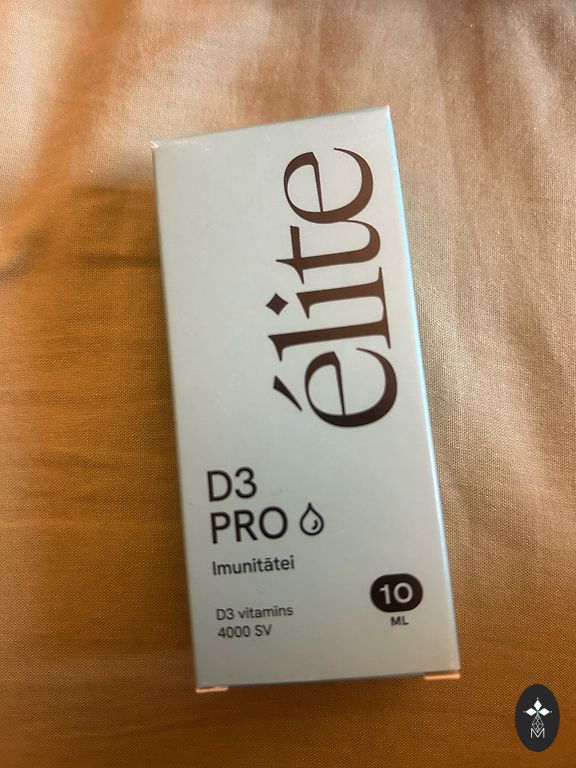 élite
D3
PRO
Imunitātei
D3 vitamīns
4000 SV
10
ML
M